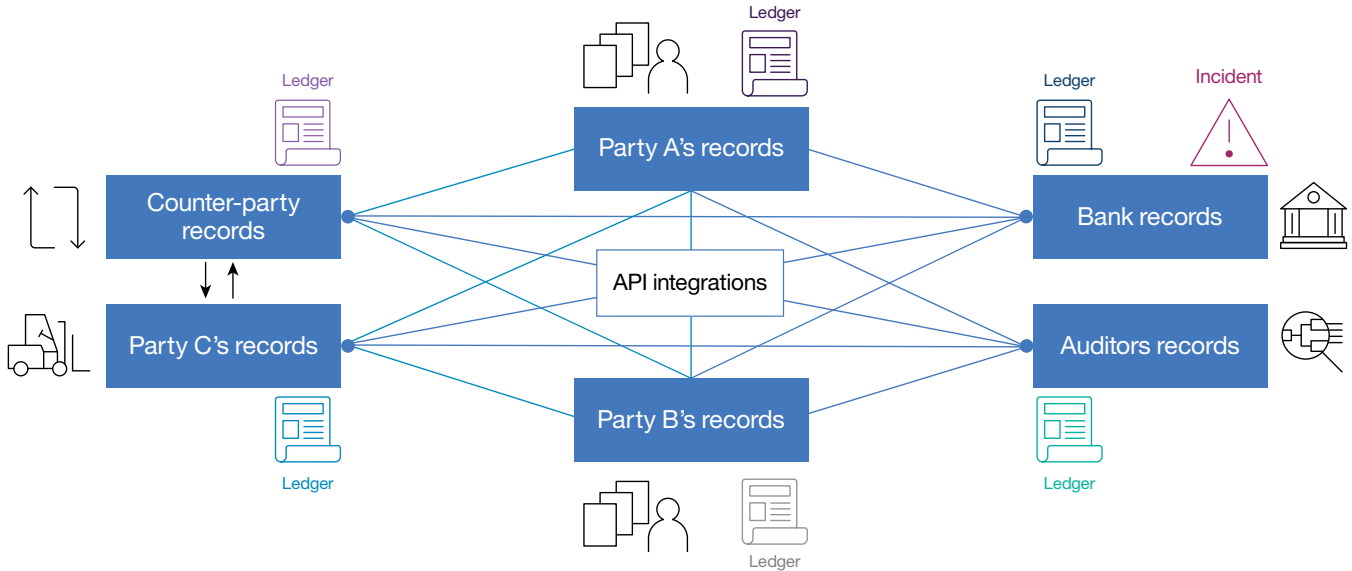 Ledger
Ledger
Ledger
Incident
Party A’s records
Counter-party
records
Bank records
API integrations
Party C’s records
Auditors records
Party B’s records
Ledger
Ledger
Ledger